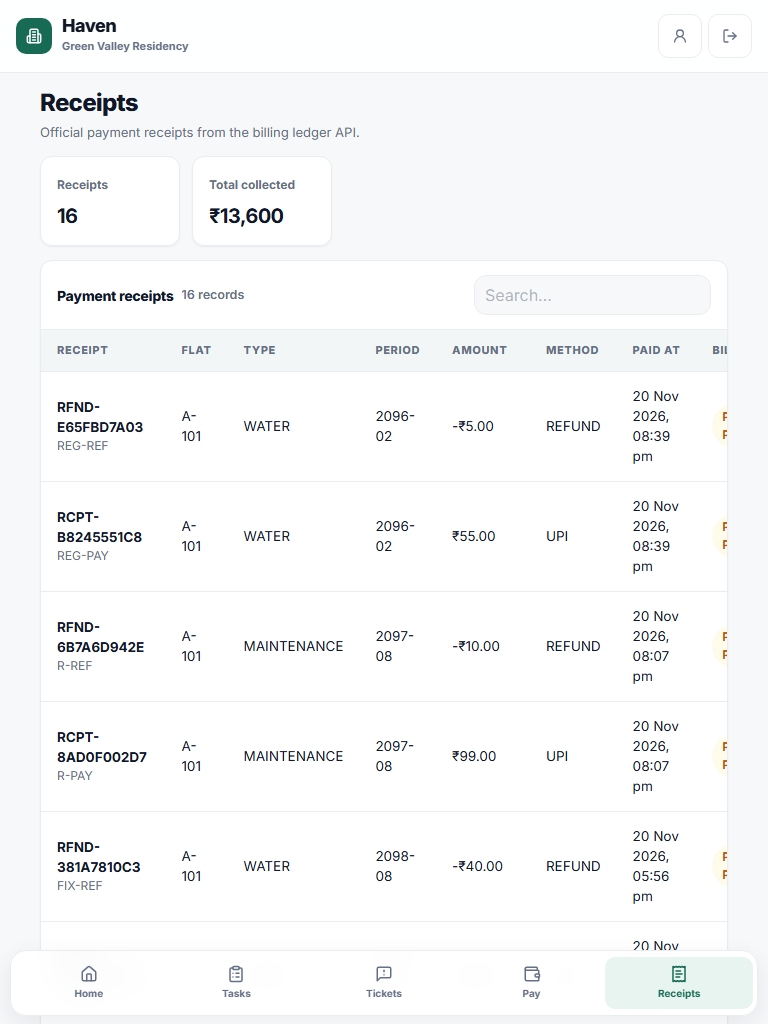 Haven
Green Valley Residency
Receipts
Official payment receipts from the billing ledger API.
Receipts
16
Total collected
₹13,600
Payment receipts 16 records
Search...
RECEIPT FLAT TYPE PERIOD AMOUNT METHOD PAID AT
RFND-E65FBD7A03 REG-REF A-101 WATER 2096-02 -₹5.00 REFUND 20 Nov 2026, 08:39 pm
RCPT-B8245551C8 REG-PAY A-101 WATER 2096-02 ₹55.00 UPI 20 Nov 2026, 08:39 pm
RFND-6B7A6D942E R-REF A-101 MAINTENANCE 2097-08 -₹10.00 REFUND 20 Nov 2026, 08:07 pm
RCPT-8AD0F002D7 R-PAY A-101 MAINTENANCE 2097-08 ₹99.00 UPI 20 Nov 2026, 08:07 pm
RFND-381A7810C3 FIX-REF A-101 WATER 2098-08 -₹40.00 REFUND 20 Nov 2026, 05:56 pm
20 Nov
Home Tasks Tickets Pay Receipts